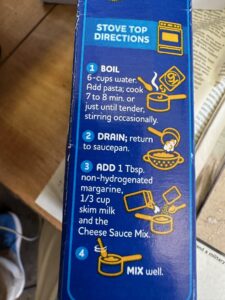 STOVE TOP
DIRECTIONS
1 BOIL
6-cups water.
Add pasta; cook
7 to 8 min. or
just until tender,
stirring occasionally.
2 DRAIN; return
to saucepan.
3 ADD 1 Tbsp.
non-hydrogenated
margarine,
1/3 cup
skim milk
and the
Cheese Sauce Mix.
4 MIX well.